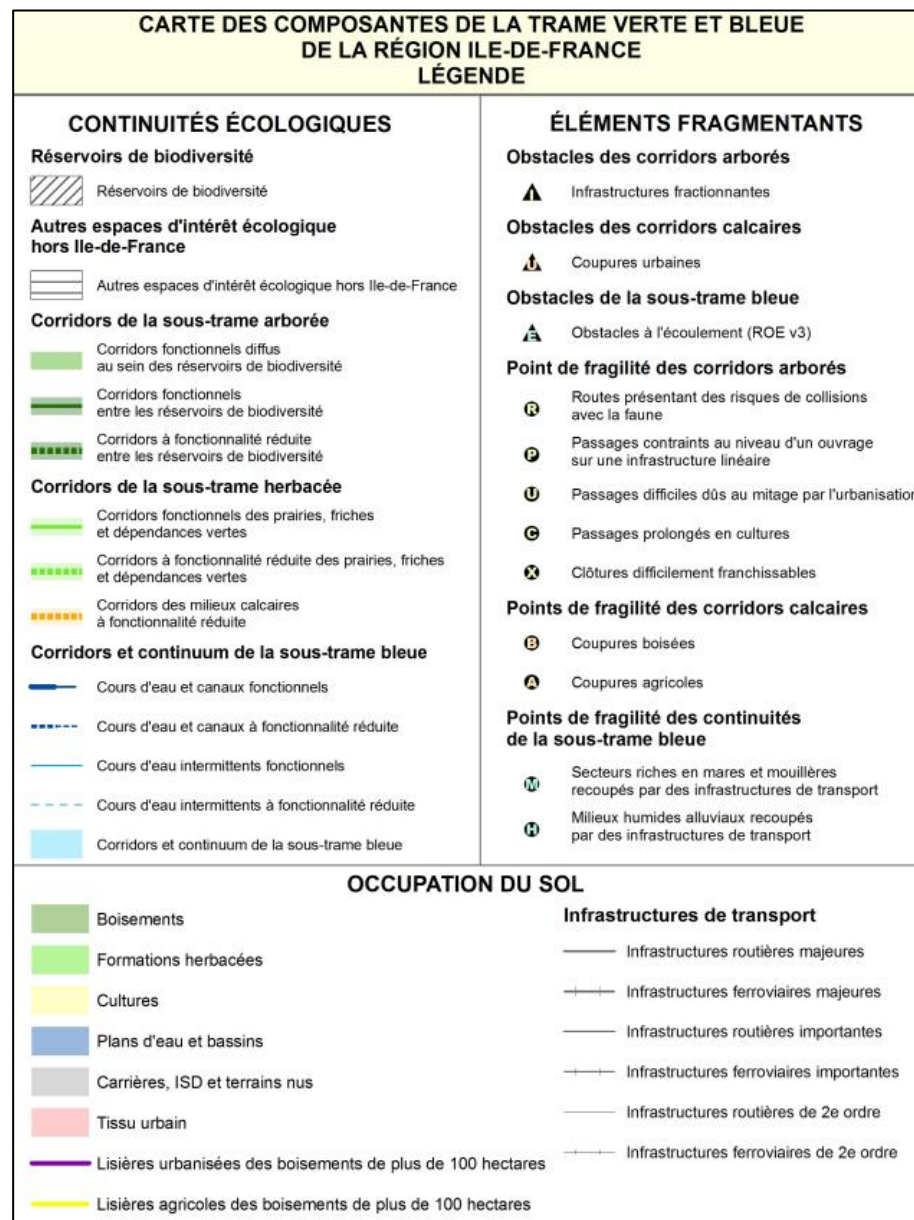 CARTE DES COMPOSANTES DE LA TRAME VERTE ET BLEUE
DE LA RÉGION ILE-DE-FRANCE
LÉGENDE
CONTINUITÉS ÉCOLOGIQUES
Réservoirs de biodiversité
Réservoirs de biodiversité
Autres espaces d'intérêt écologique
hors Ile-de-France
Autres espaces d'intérêt écologique hors Ile-de-France
Corridors de la sous-trame arborée
Corridors fonctionnels diffus
au sein des réservoirs de biodiversité
Corridors fonctionnels
entre les réservoirs de biodiversité
Corridors à fonctionnalité réduite
entre les réservoirs de biodiversité
Corridors de la sous-trame herbacée
Corridors fonctionnels des prairies, friches
et dépendances vertes
Corridors à fonctionnalité réduite des prairies, friches
et dépendances vertes
Corridors des milieux calcaires
à fonctionnalité réduite
Corridors et continuum de la sous-trame bleue
Cours d'eau et canaux fonctionnels
Cours d'eau et canaux à fonctionnalité réduite
Cours d'eau intermittents fonctionnels
Cours d'eau intermittents à fonctionnalité réduite
Corridors et continuum de la sous-trame bleue
ÉLÉMENTS FRAGMENTANTS
Obstacles des corridors arborés
I Infrastructures fractionnantes
Obstacles des corridors calcaires
U Coupures urbaines
Obstacles de la sous-trame bleue
E Obstacles à l'écoulement (ROE v3)
Point de fragilité des corridors arborés
R Routes présentant des risques de collisions
avec la faune
P Passages contraints au niveau d'un ouvrage
sur une infrastructure linéaire
U Passages difficiles dûs au mitage par l'urbanisation
C Passages prolongés en cultures
X Clôtures difficilement franchissables
Points de fragilité des corridors calcaires
B Coupures boisées
A Coupures agricoles
Points de fragilité des continuités
de la sous-trame bleue
M Secteurs riches en mares et mouillères
recoupés par des infrastructures de transport
H Milieux humides alluviaux recoupés
par des infrastructures de transport
OCCUPATION DU SOL
Boisements
Formations herbacées
Cultures
Plans d'eau et bassins
Carrières, ISD et terrains nus
Tissu urbain
Lisières urbanisées des boisements de plus de 100 hectares
Lisières agricoles des boisements de plus de 100 hectares
Infrastructures de transport
Infrastructures routières majeures
Infrastructures ferroviaires majeures
Infrastructures routières importantes
Infrastructures ferroviaires importantes
Infrastructures routières de 2e ordre
Infrastructures ferroviaires de 2e ordre